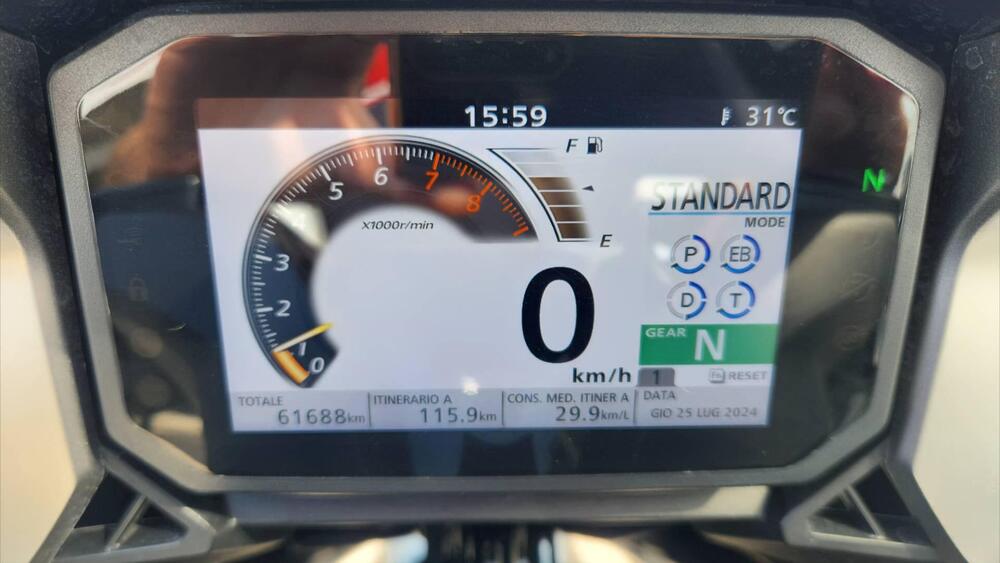 15:59
31°C
N
F
5 6 7 8
X1000r/min
3
2
1
0
E
STANDARD
MODE
P EB
D T
0
km/h
GEAR N
1
Fn RESET
TOTALE
61688km
ITINERARIO A
115.9km
CONS. MED. ITINER A
29.9km/L
DATA
GIO 25 LUG 2024